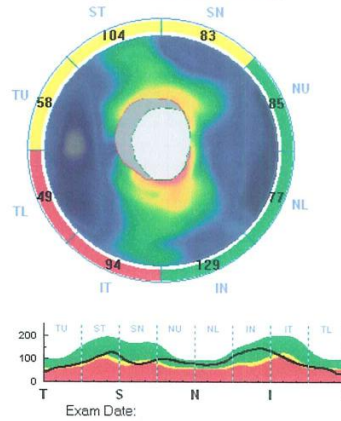 ST SN
104 83
TU NU
58 85
49 77
TL NL
94 129
IT IN
TU ST SN NU NL IN IT TL
200
100
0
T S N I
Exam Date: